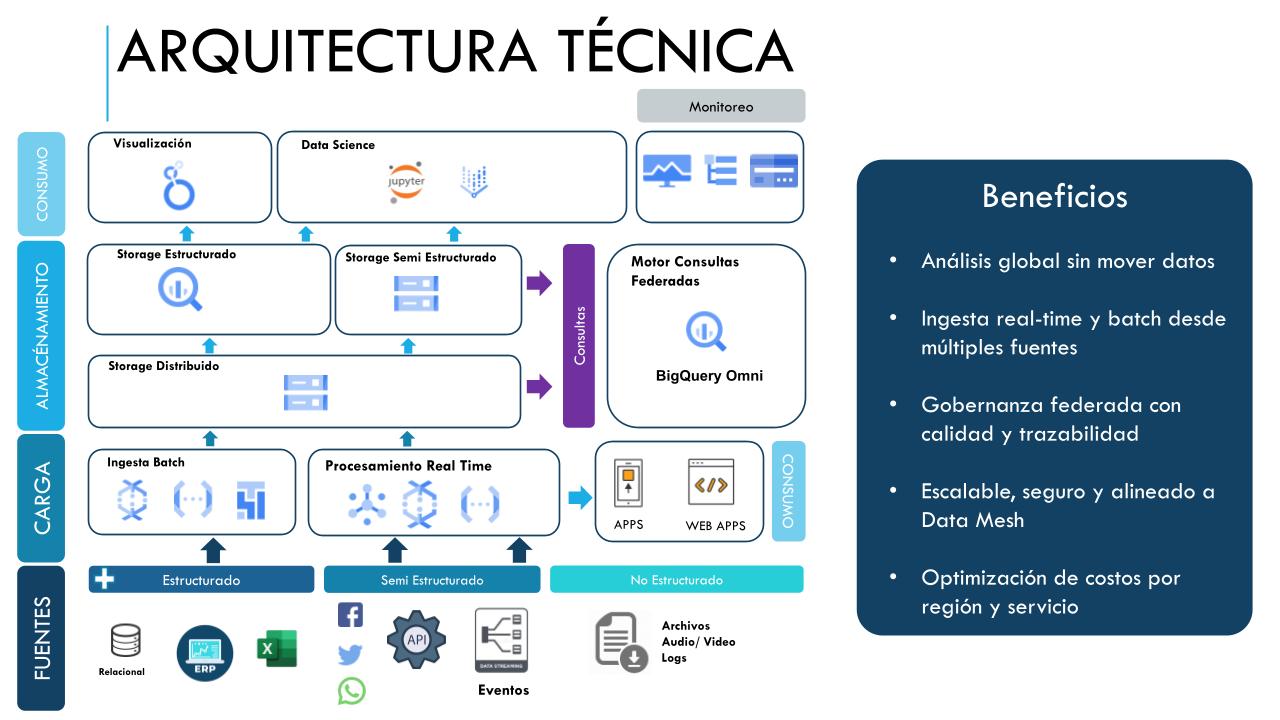 ARQUITECTURA TÉCNICA
Monitoreo
CONSUMO
Visualización
Data Science
jupyter
ALMACÉNAMIENTO
Storage Estructurado
Storage Semi Estructurado
Consultas
Motor Consultas
Federadas
BigQuery Omni
Storage Distribuido
CARGA
Ingesta Batch
Procesamiento Real Time
APPS
WEB APPS
CONSUMO
FUENTES
Estructurado
Semi Estructurado
No Estructurado
Relacional
ERP
X
API
DATA STREAMING
Eventos
Archivos
Audio/ Video
Logs
Beneficios
• Análisis global sin mover datos
• Ingesta real-time y batch desde
múltiples fuentes
• Gobernanza federada con
calidad y trazabilidad
• Escalable, seguro y alineado a
Data Mesh
• Optimización de costos por
región y servicio